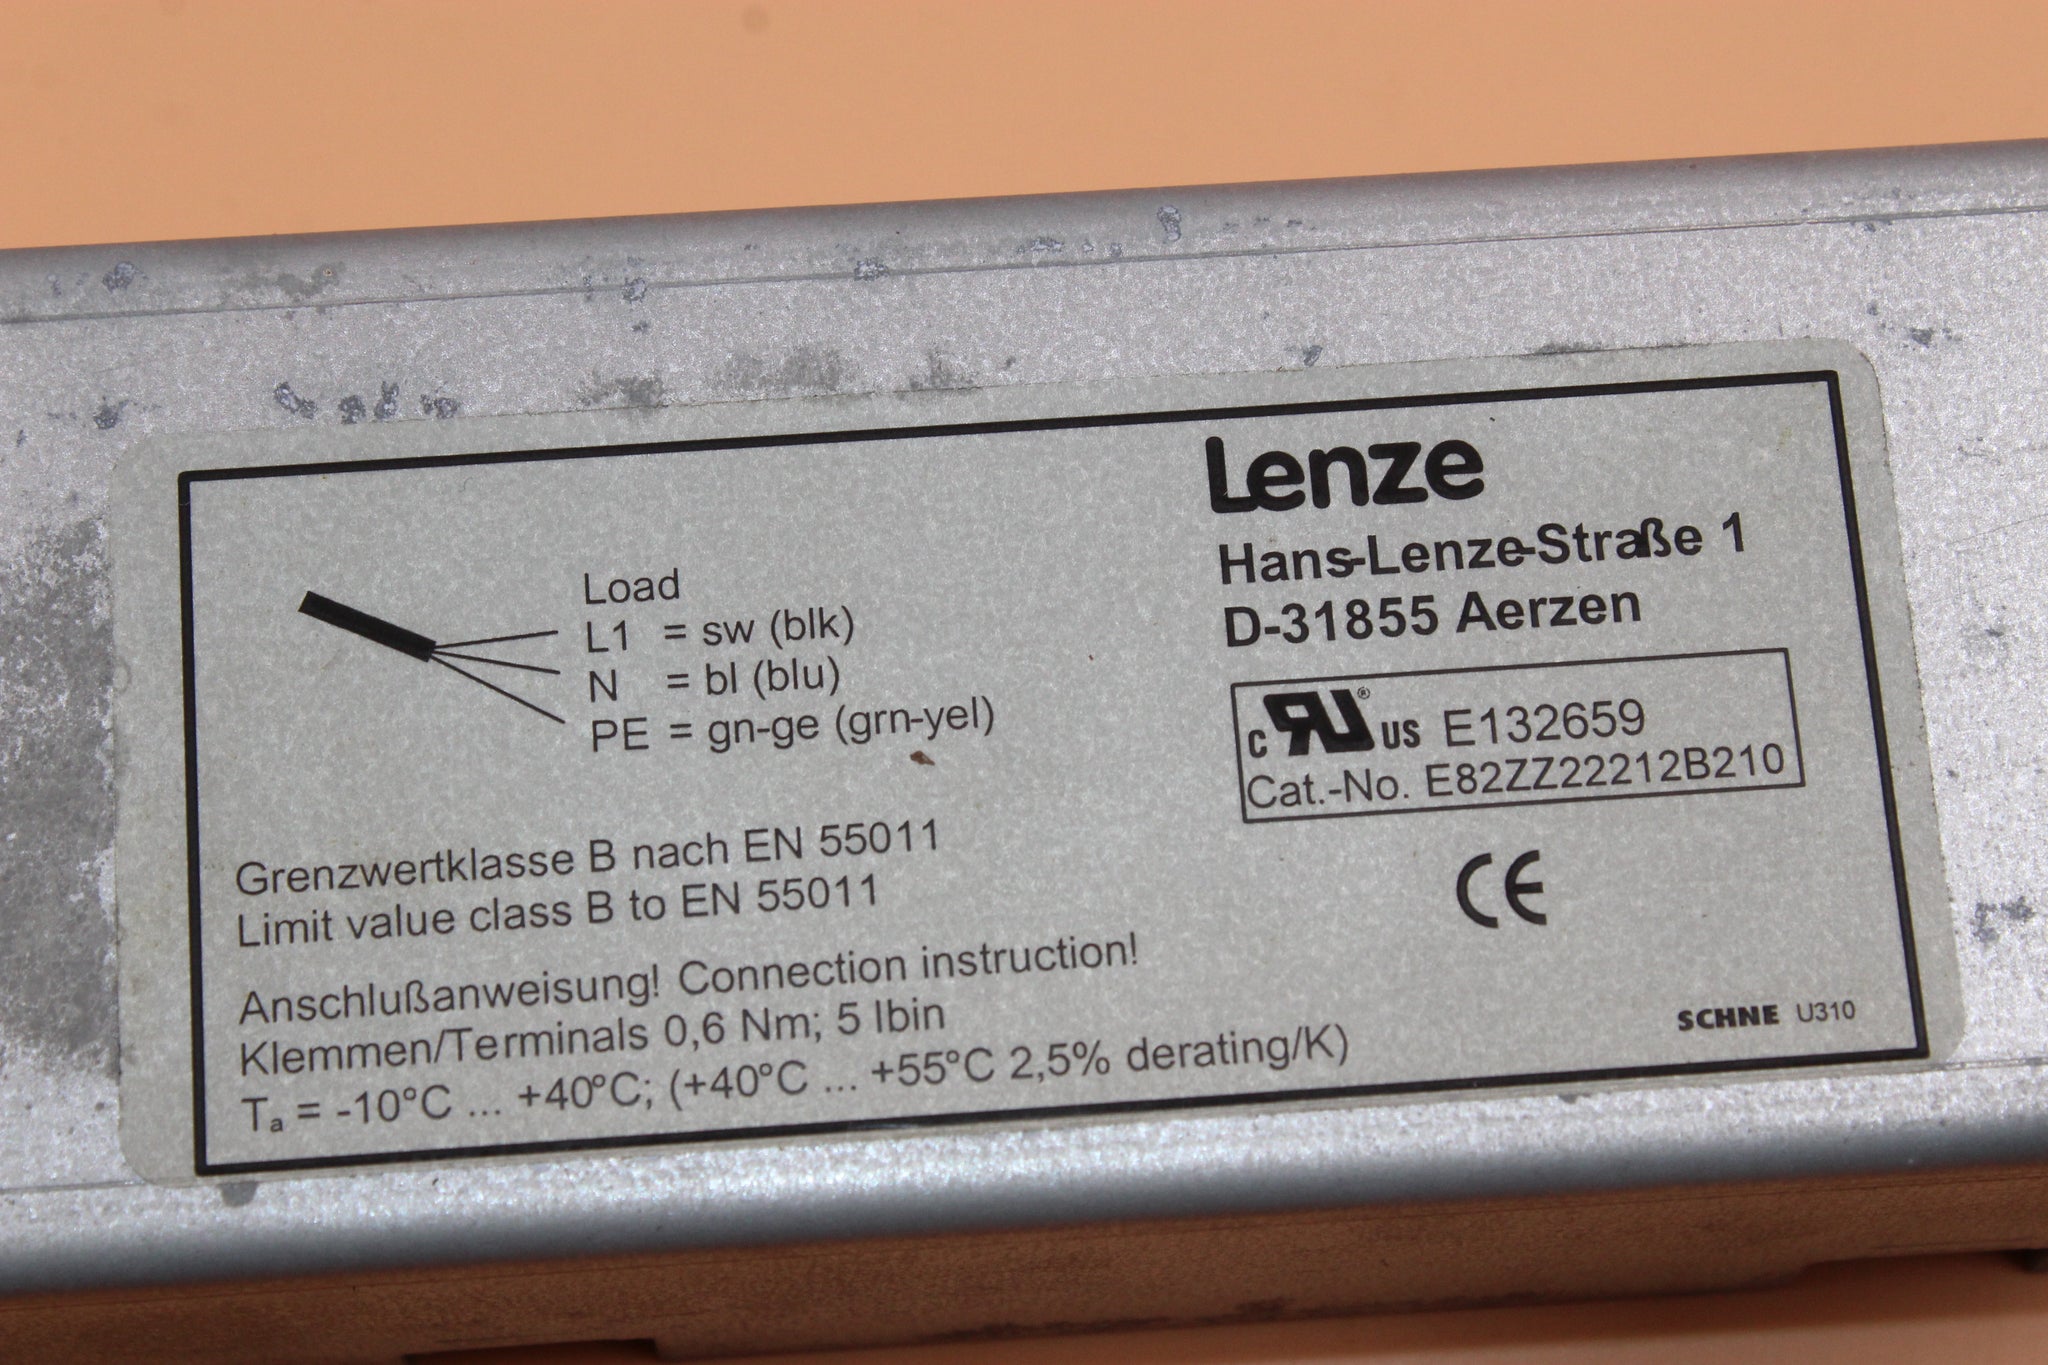 Load
L1 = sw (blk)
N = bl (blu)
PE = gn-ge (grn-yel)
Grenzwertklasse B nach EN 55011
Limit value class B to EN 55011
Anschlußanweisung! Connection instruction!
Klemmen/Terminals 0,6 Nm; 5 lbin
Ta = -10°C ... +40°C; (+40°C ... +55°C 2,5% derating/K)
Lenze
Hans-Lenze-Straße 1
D-31855 Aerzen
c RU® US E132659
Cat.-No. E82ZZ22212B210
CE
SCHNE U310